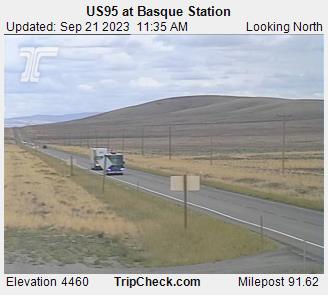 US95 at Basque Station
Updated: Sep 21 2023 11:35 AM Looking North
Elevation 4460 TripCheck.com Milepost 91.62